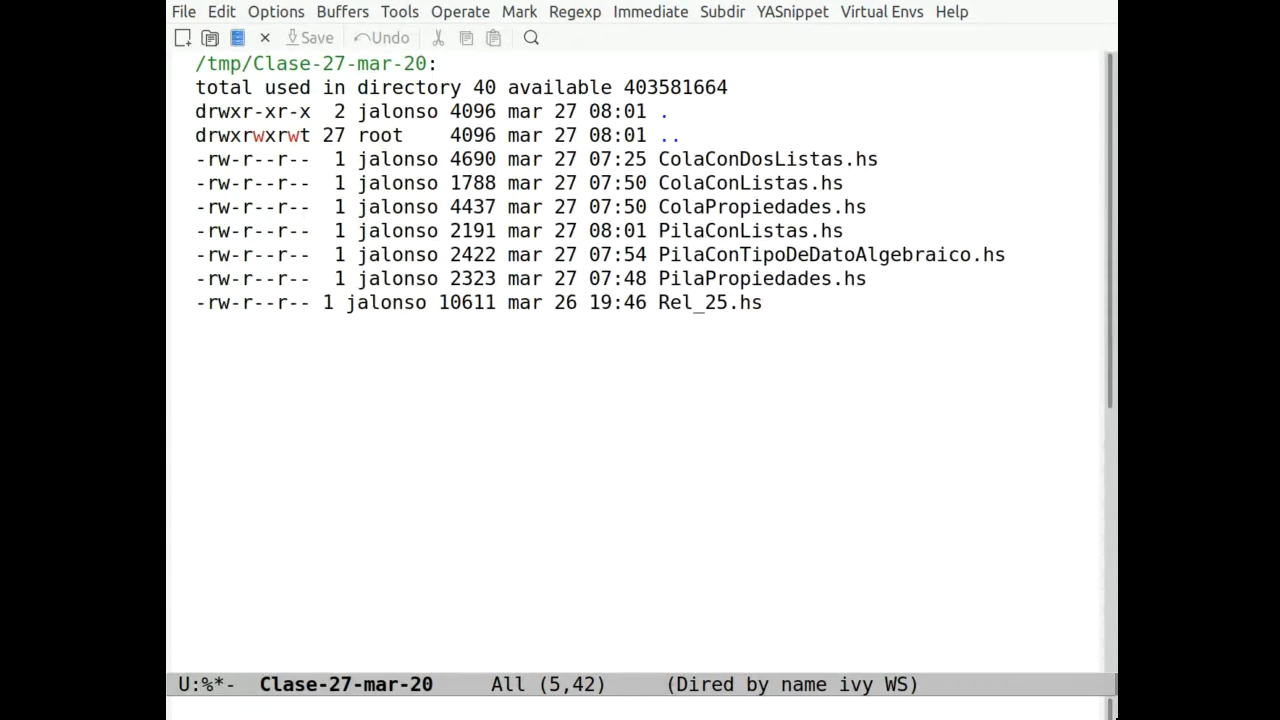 File Edit Options Buffers Tools Operate Mark Regexp Immediate Subdir YASnippet Virtual Envs Help
Save Undo
/tmp/Clase-27-mar-20:
total used in directory 40 available 403581664
drwxr-xr-x  2 jalonso 4096 mar 27 08:01 .
drwxrwxrwt 27 root    4096 mar 27 08:01 ..
-rw-r--r--  1 jalonso 4690 mar 27 07:25 ColaConDosListas.hs
-rw-r--r--  1 jalonso 1788 mar 27 07:50 ColaConListas.hs
-rw-r--r--  1 jalonso 4437 mar 27 07:50 ColaPropiedades.hs
-rw-r--r--  1 jalonso 2191 mar 27 08:01 PilaConListas.hs
-rw-r--r--  1 jalonso 2422 mar 27 07:54 PilaConTipoDeDatoAlgebraico.hs
-rw-r--r--  1 jalonso 2323 mar 27 07:48 PilaPropiedades.hs
-rw-r--r-- 1 jalonso 10611 mar 26 19:46 Rel_25.hs
U:%*-  Clase-27-mar-20     All (5,42)     (Dired by name ivy WS)